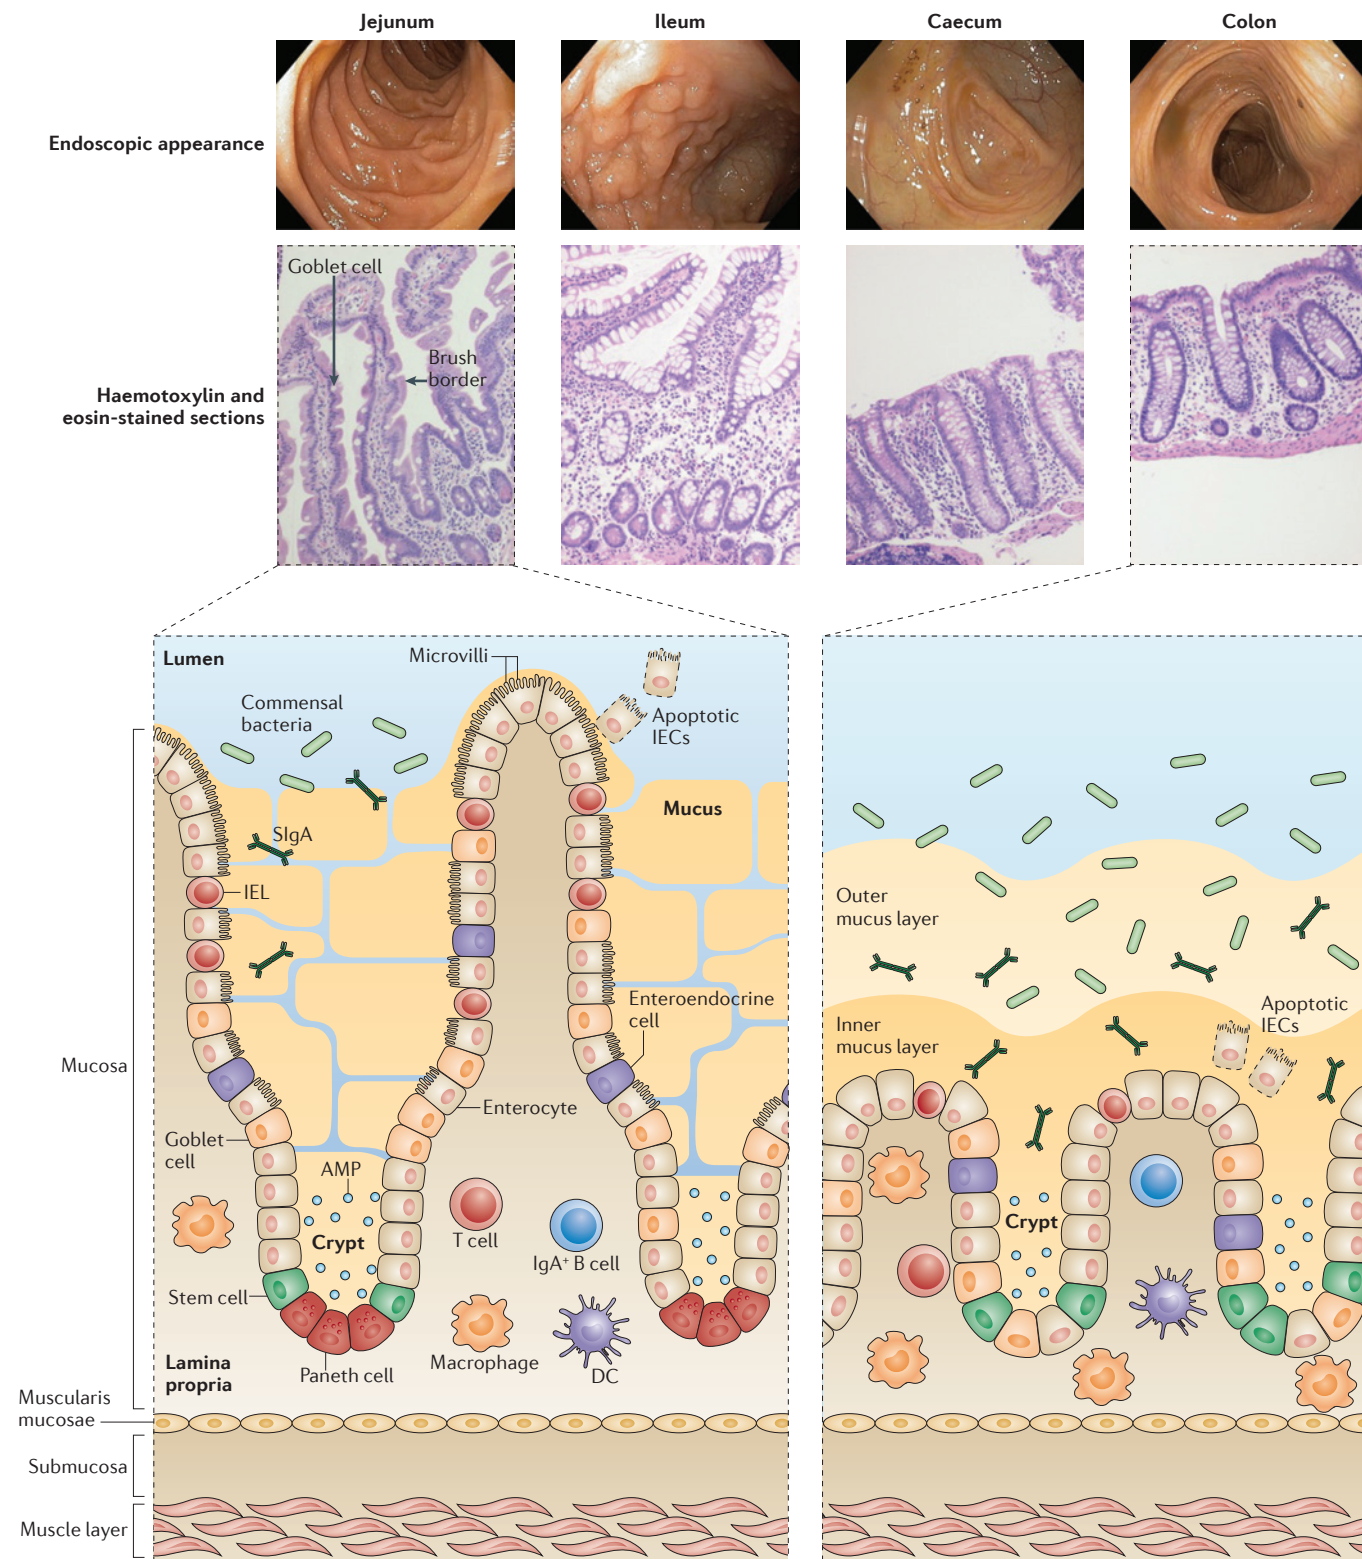 Jejunum
Ileum
Caecum
Colon
Endoscopic appearance
Goblet cell
Brush
border
Haemotoxylin and
eosin-stained sections
Lumen
Microvilli
Commensal
bacteria
Apoptotic
IECs
Mucus
SIgA
IEL
Outer
mucus layer
Enteroendocrine
cell
Apoptotic
IECs
Inner
mucus layer
Mucosa
Enterocyte
Goblet
cell
AMP
Crypt
T cell
IgA⁺ B cell
Crypt
Stem cell
Macrophage
DC
Paneth cell
Lamina
propria
Muscularis
mucosae
Submucosa
Muscle layer